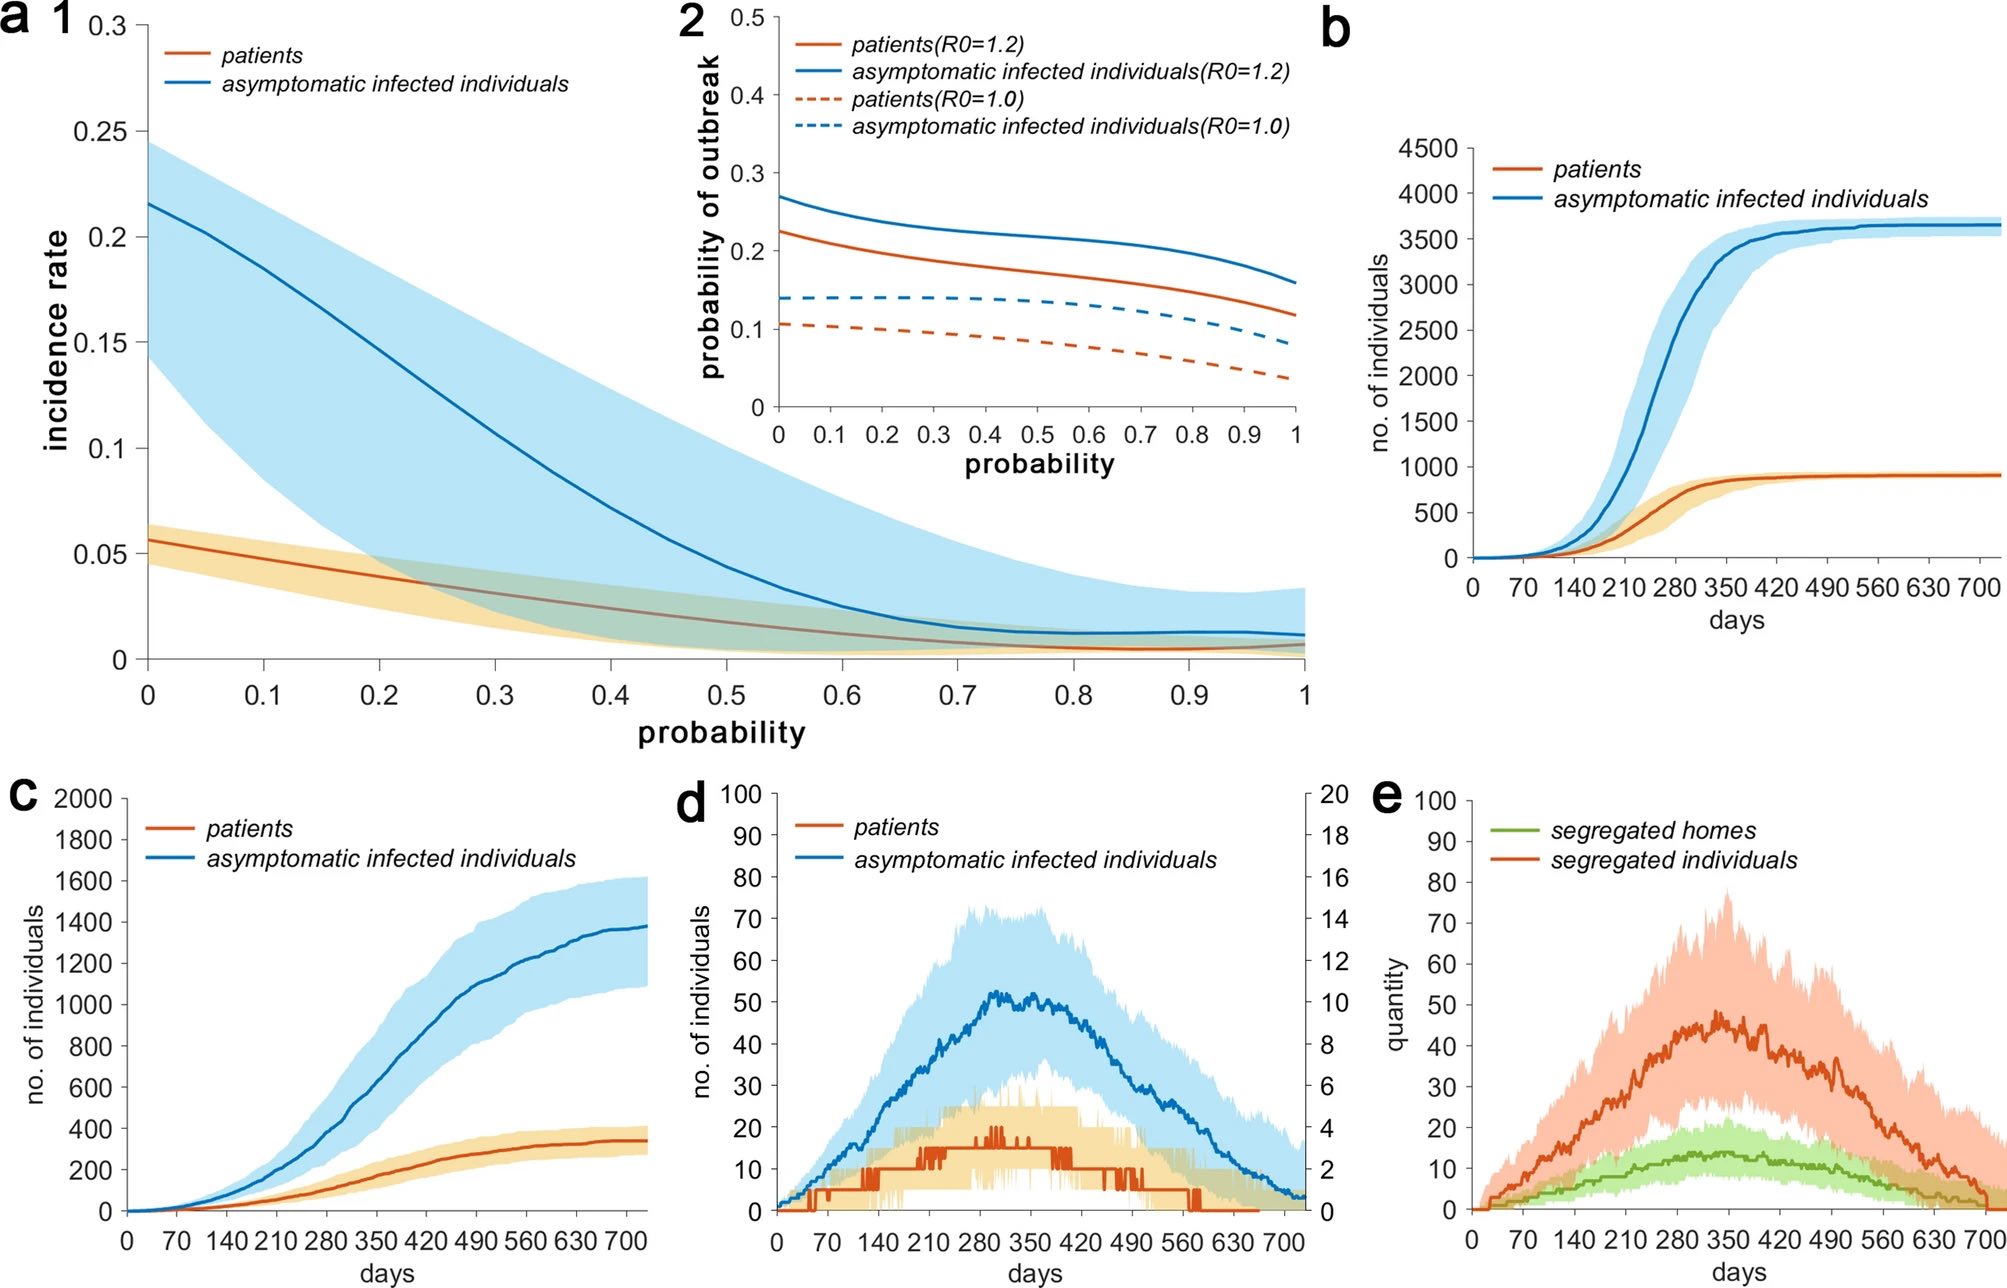 a 1
0.3
0.25
0.2
0.15
0.1
0.05
0
incidence rate
patients
asymptomatic infected individuals
0 0.1 0.2 0.3 0.4 0.5 0.6 0.7 0.8 0.9 1
probability
2
0.5
0.4
0.3
0.2
0.1
0
probability of outbreak
patients(R0=1.2)
asymptomatic infected individuals(R0=1.2)
patients(R0=1.0)
asymptomatic infected individuals(R0=1.0)
0 0.1 0.2 0.3 0.4 0.5 0.6 0.7 0.8 0.9 1
probability
b
4500
4000
3500
3000
2500
2000
1500
1000
500
0
no. of individuals
patients
asymptomatic infected individuals
0 70 140 210 280 350 420 490 560 630 700
days
c
2000
1800
1600
1400
1200
1000
800
600
400
200
0
no. of individuals
patients
asymptomatic infected individuals
0 70 140 210 280 350 420 490 560 630 700
days
d
100
90
80
70
60
50
40
30
20
10
0
no. of individuals
patients
asymptomatic infected individuals
20
18
16
14
12
10
8
6
4
2
0
0 70 140 210 280 350 420 490 560 630 700
days
e
100
90
80
70
60
50
40
30
20
10
0
quantity
segregated homes
segregated individuals
0 70 140 210 280 350 420 490 560 630 700
days